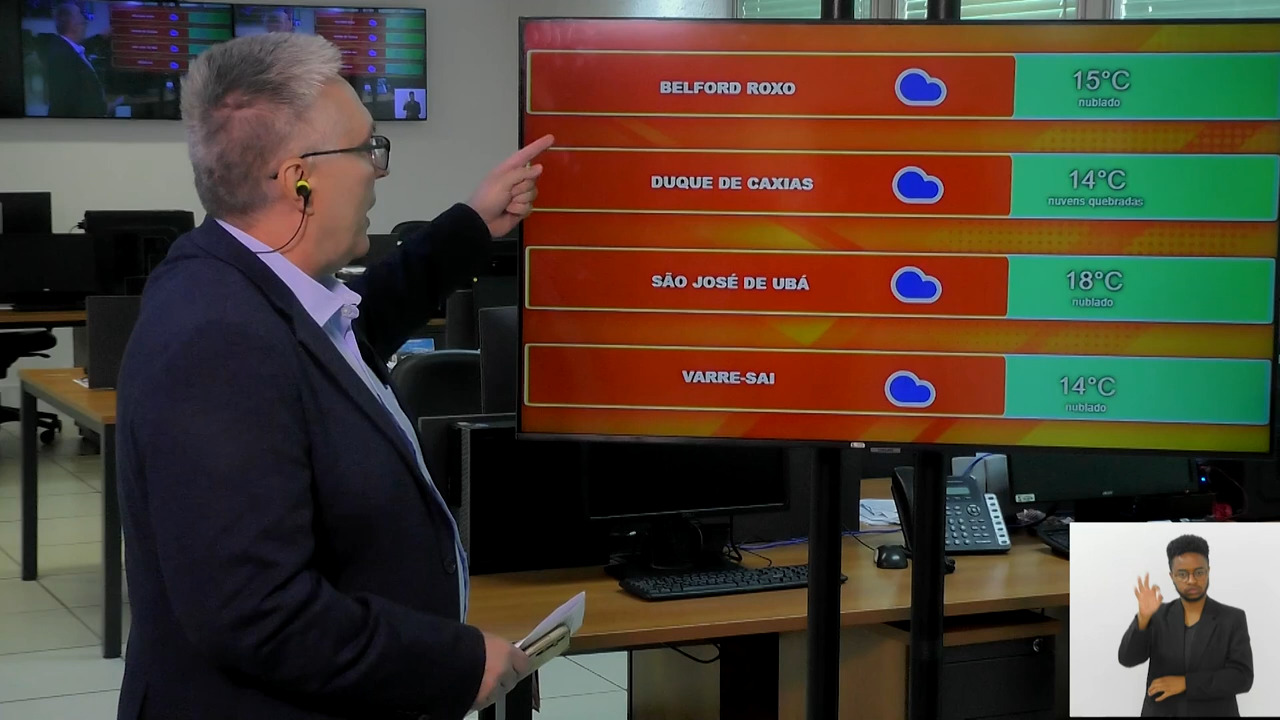 BELFORD ROXO
15°C
nublado
DUQUE DE CAXIAS
14°C
nuvens quebradas
SÃO JOSÉ DE UBÁ
18°C
nublado
VARRE-SAI
14°C
nublado